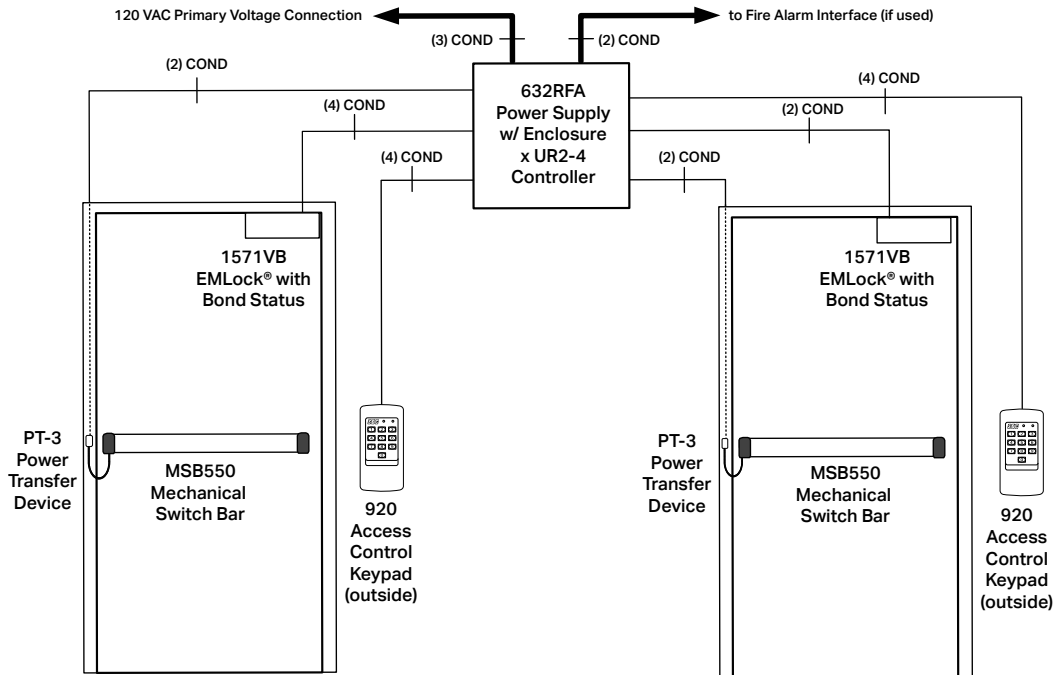 120 VAC Primary Voltage Connection
to Fire Alarm Interface (if used)
(3) COND
(2) COND
(2) COND
(4) COND
(4) COND
632RFA
Power Supply
w/ Enclosure
x UR2-4
Controller
(4) COND
(2) COND
(2) COND
1571VB
EMLock® with
Bond Status
1571VB
EMLock® with
Bond Status
PT-3
Power
Transfer
Device
MSB550
Mechanical
Switch Bar
920
Access
Control
Keypad
(outside)
PT-3
Power
Transfer
Device
MSB550
Mechanical
Switch Bar
920
Access
Control
Keypad
(outside)